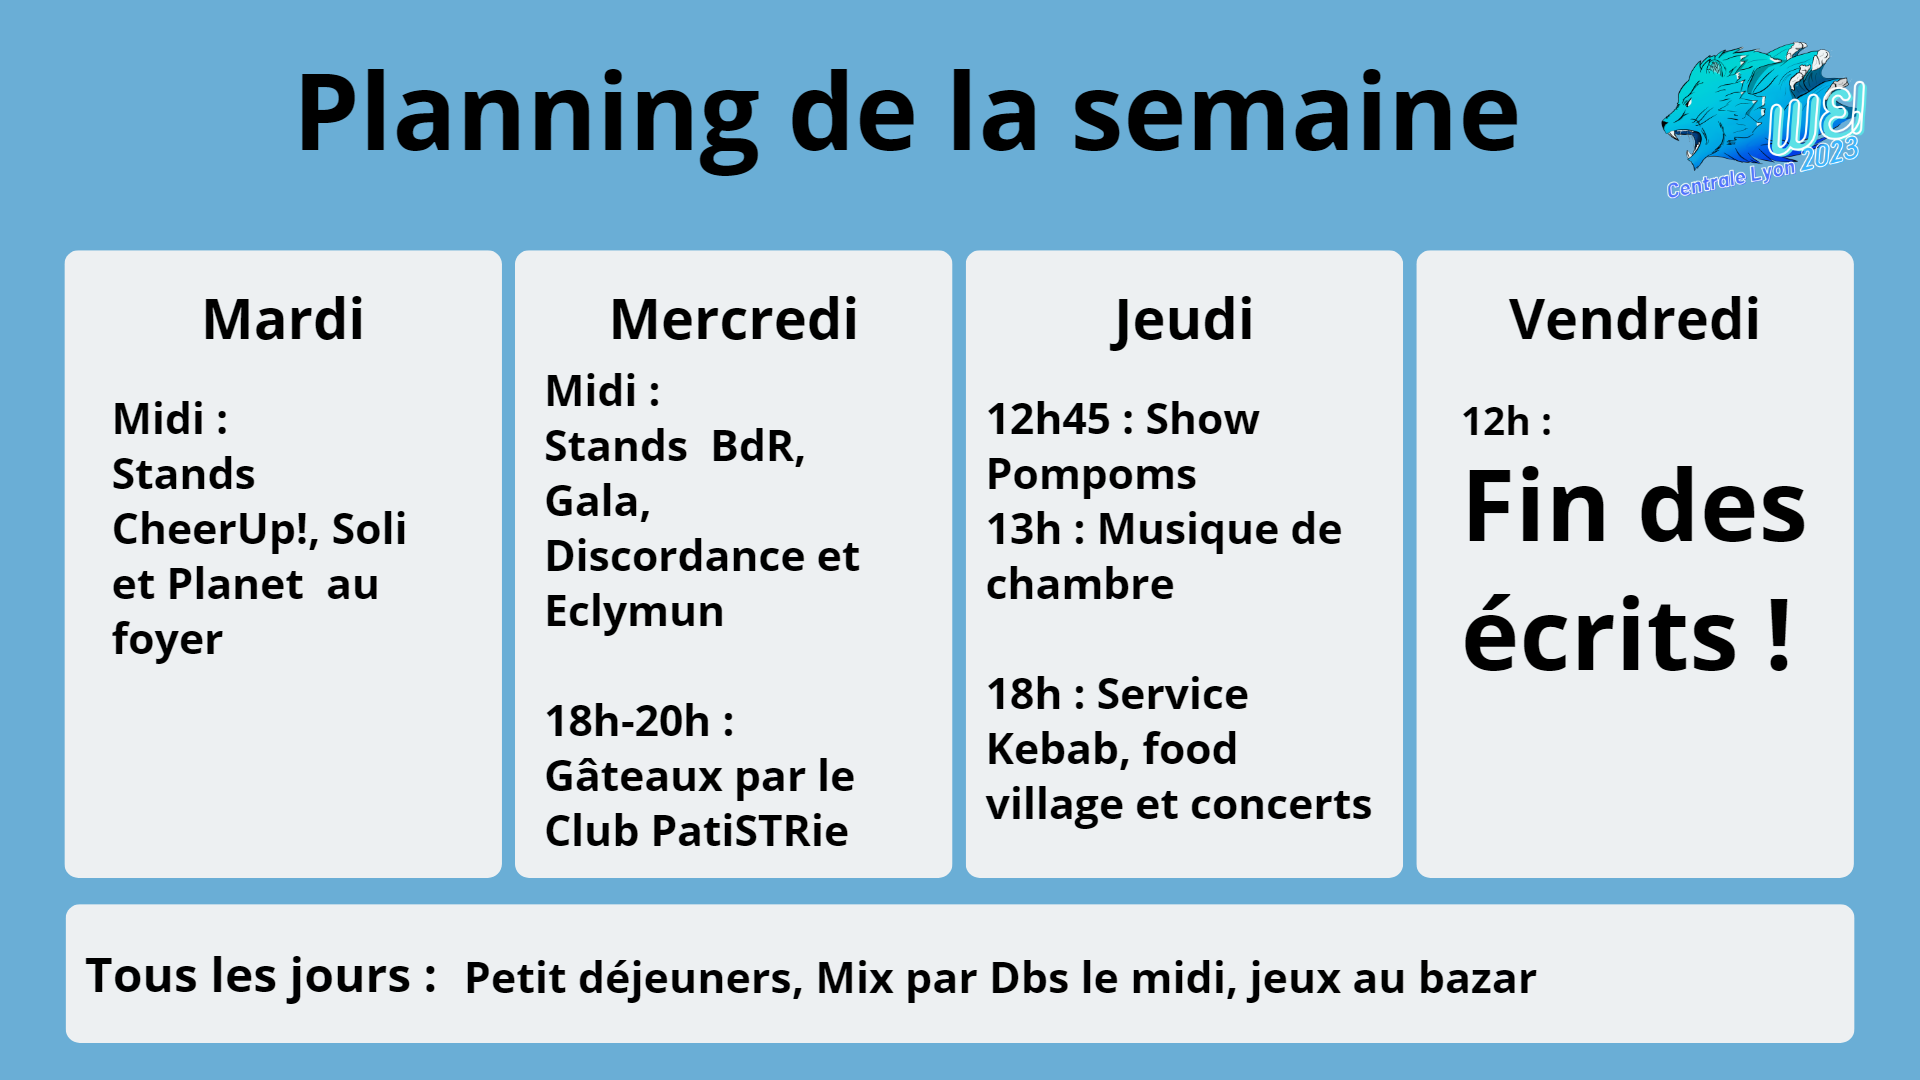 Planning de la semaine
WEI
2023
Centrale Lyon
Mardi
Midi :
Stands
CheerUp!, Soli
et Planet au
foyer
Mercredi
Midi :
Stands BdR,
Gala,
Discordance et
Eclymun
18h-20h :
Gâteaux par le
Club PatiSTRie
Jeudi
12h45 : Show
Pompoms
13h : Musique de
chambre
18h : Service
Kebab, food
village et concerts
Vendredi
12h :
Fin des
écrits !
Tous les jours : Petit déjeuners, Mix par Dbs le midi, jeux au bazar